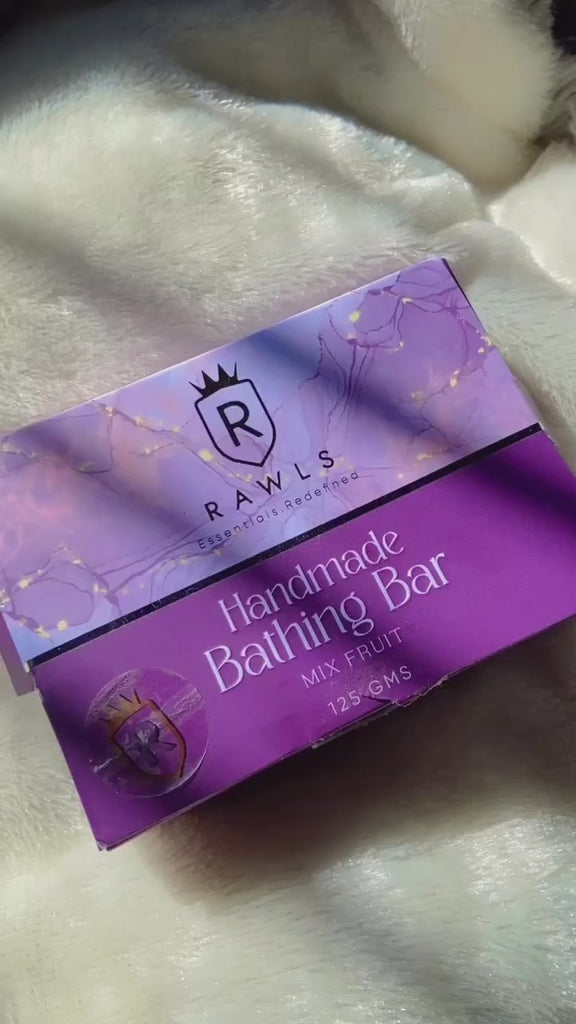 R
RAWLS
Essentials.Redefined
Handmade
Bathing Bar
MIX FRUIT
125 GMS
R